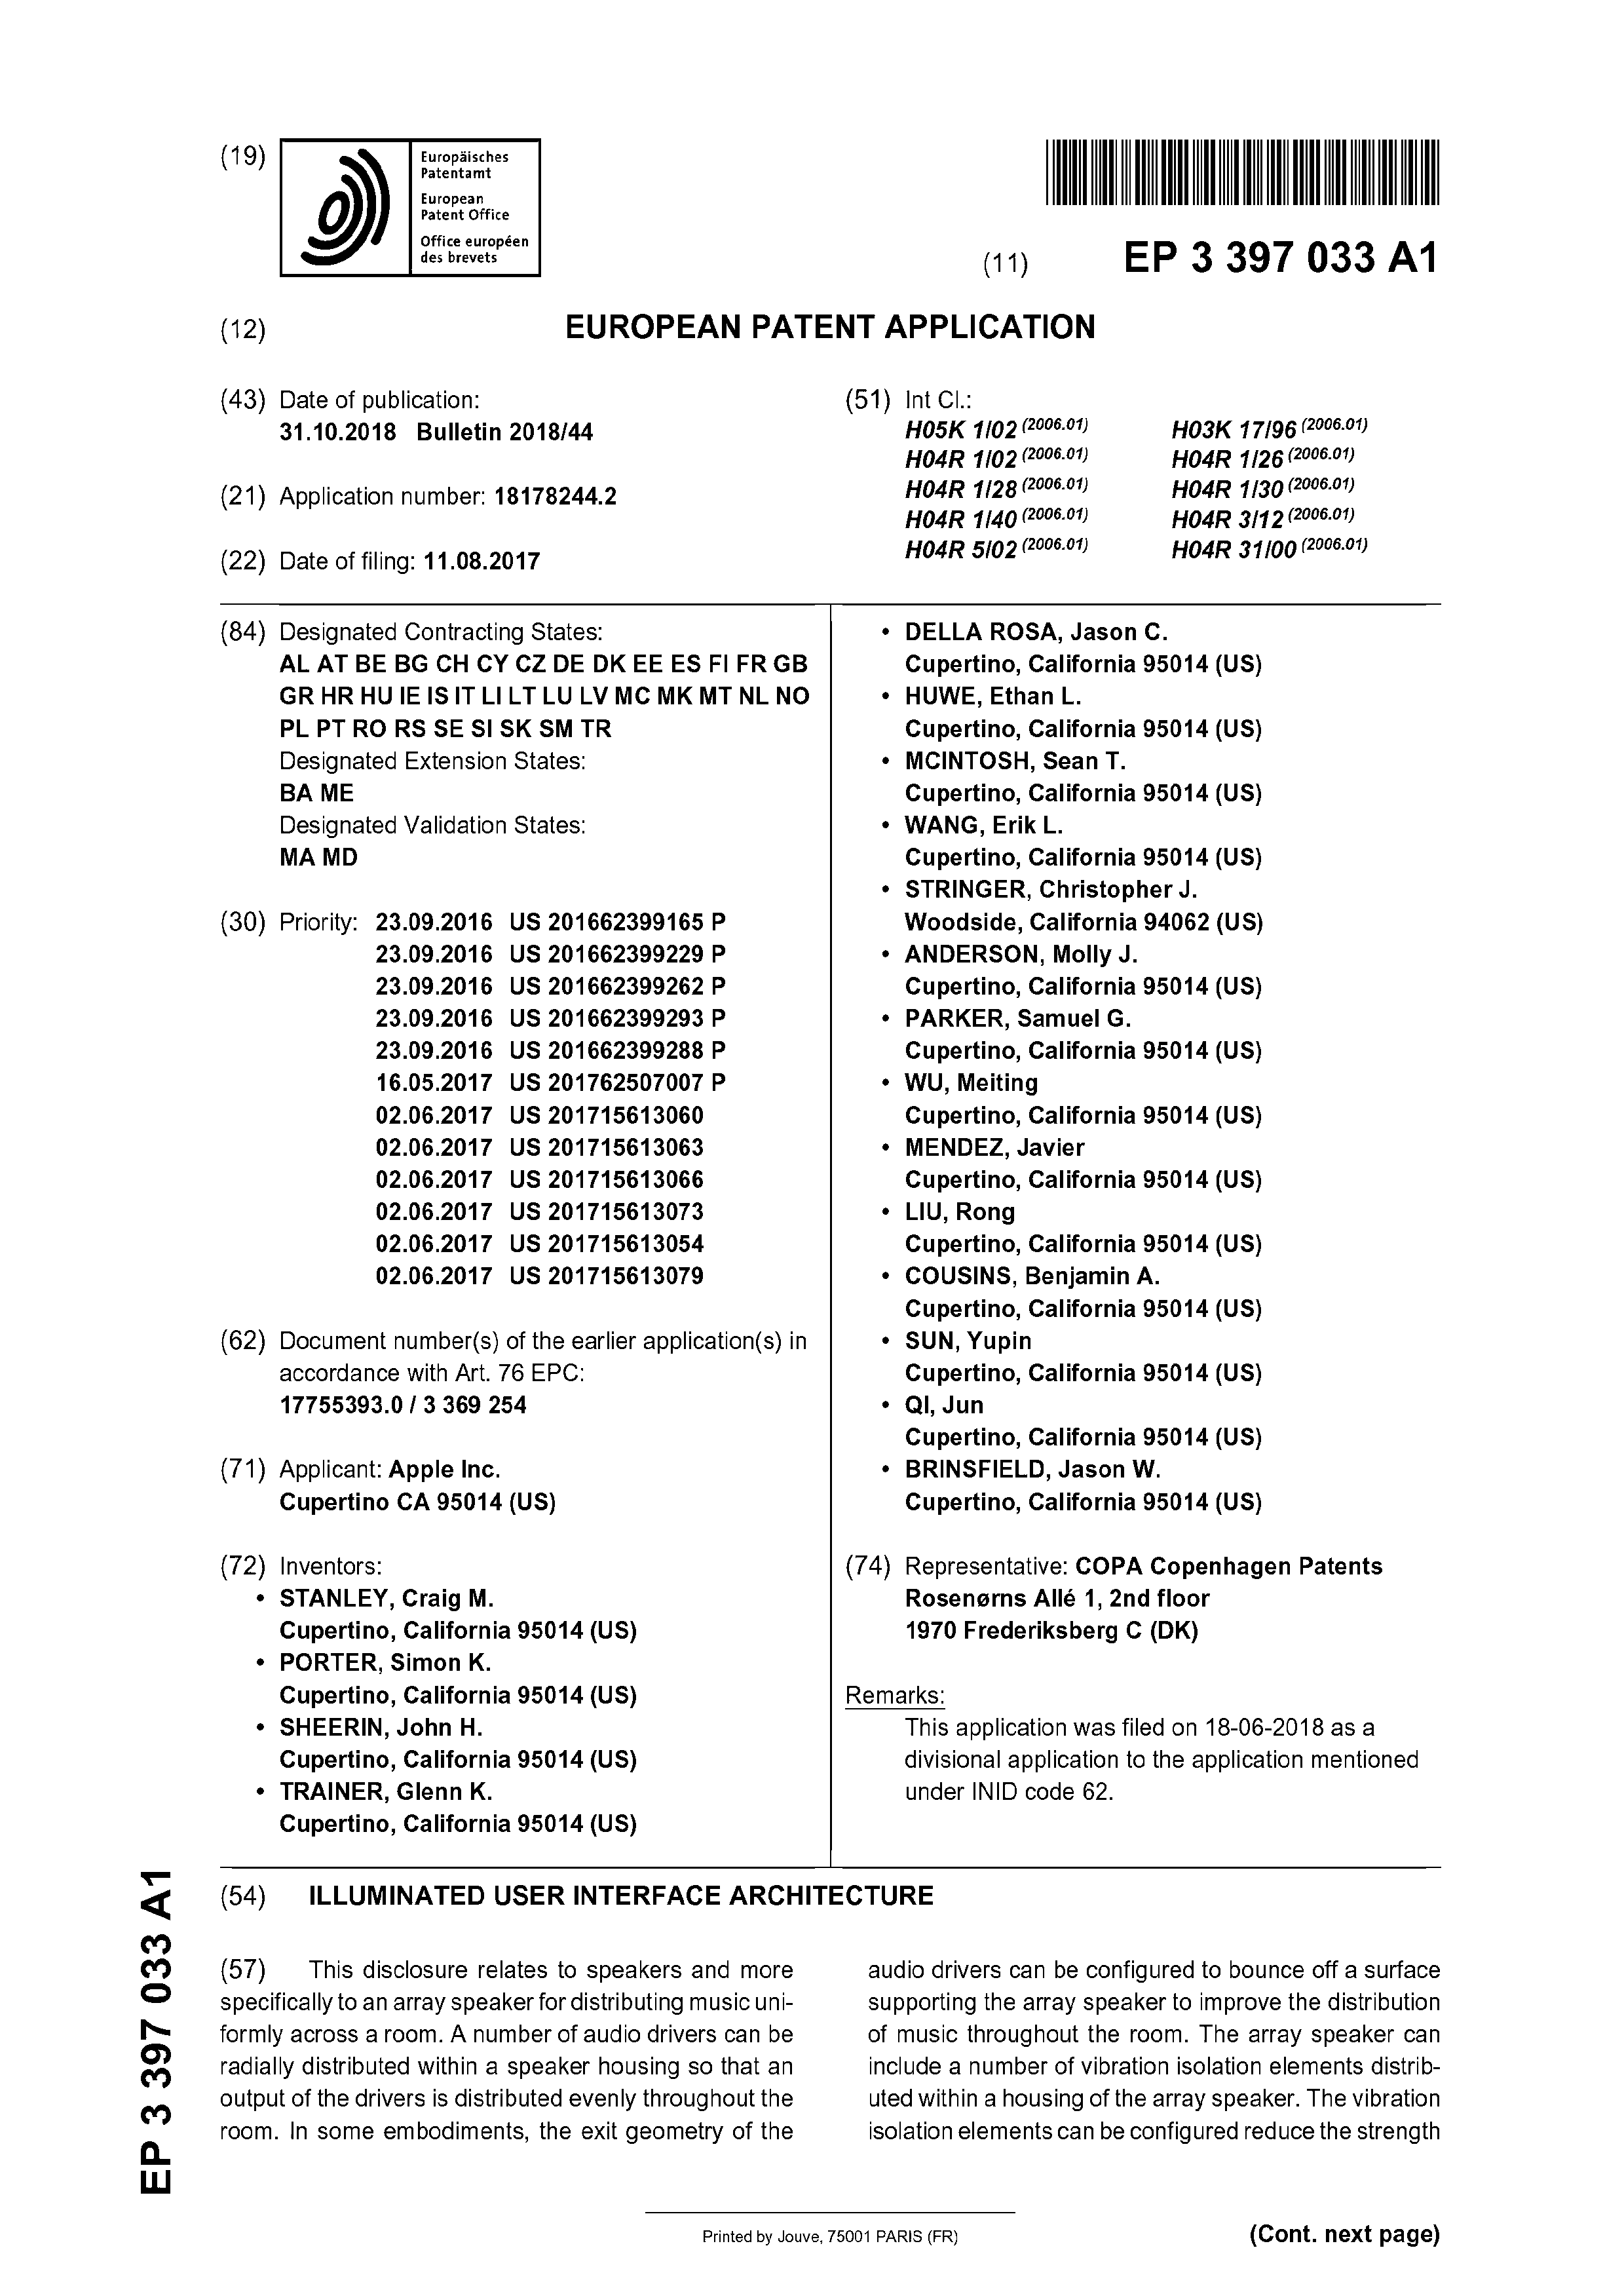 (19)
Europäisches
Patentamt
European
Patent Office
Office européen
des brevets
(11) EP 3 397 033 A1
(12) EUROPEAN PATENT APPLICATION
(43) Date of publication:
31.10.2018 Bulletin 2018/44
(21) Application number: 18178244.2
(22) Date of filing: 11.08.2017
(51) Int Cl.:
H05K 1/02 (2006.01) H03K 17/96 (2006.01)
H04R 1/02 (2006.01) H04R 1/26 (2006.01)
H04R 1/28 (2006.01) H04R 1/30 (2006.01)
H04R 1/40 (2006.01) H04R 3/12 (2006.01)
H04R 5/02 (2006.01) H04R 31/00 (2006.01)
(84) Designated Contracting States:
AL AT BE BG CH CY CZ DE DK EE ES FI FR GB
GR HR HU IE IS IT LI LT LU LV MC MK MT NL NO
PL PT RO RS SE SI SK SM TR
Designated Extension States:
BA ME
Designated Validation States:
MA MD
(30) Priority: 23.09.2016 US 201662399165 P
23.09.2016 US 201662399229 P
23.09.2016 US 201662399262 P
23.09.2016 US 201662399293 P
23.09.2016 US 201662399288 P
16.05.2017 US 201762507007 P
02.06.2017 US 201715613060
02.06.2017 US 201715613063
02.06.2017 US 201715613066
02.06.2017 US 201715613073
02.06.2017 US 201715613054
02.06.2017 US 201715613079
(62) Document number(s) of the earlier application(s) in
accordance with Art. 76 EPC:
17755393.0 / 3 369 254
(71) Applicant: Apple Inc.
Cupertino CA 95014 (US)
(72) Inventors:
• STANLEY, Craig M.
Cupertino, California 95014 (US)
• PORTER, Simon K.
Cupertino, California 95014 (US)
• SHEERIN, John H.
Cupertino, California 95014 (US)
• TRAINER, Glenn K.
Cupertino, California 95014 (US)
• DELLA ROSA, Jason C.
Cupertino, California 95014 (US)
• HUWE, Ethan L.
Cupertino, California 95014 (US)
• MCINTOSH, Sean T.
Cupertino, California 95014 (US)
• WANG, Erik L.
Cupertino, California 95014 (US)
• STRINGER, Christopher J.
Woodside, California 94062 (US)
• ANDERSON, Molly J.
Cupertino, California 95014 (US)
• PARKER, Samuel G.
Cupertino, California 95014 (US)
• WU, Meiting
Cupertino, California 95014 (US)
• MENDEZ, Javier
Cupertino, California 95014 (US)
• LIU, Rong
Cupertino, California 95014 (US)
• COUSINS, Benjamin A.
Cupertino, California 95014 (US)
• SUN, Yupin
Cupertino, California 95014 (US)
• QI, Jun
Cupertino, California 95014 (US)
• BRINSFIELD, Jason W.
Cupertino, California 95014 (US)
(74) Representative: COPA Copenhagen Patents
Rosenørns Allé 1, 2nd floor
1970 Frederiksberg C (DK)
Remarks:
This application was filed on 18-06-2018 as a
divisional application to the application mentioned
under INID code 62.
(54) ILLUMINATED USER INTERFACE ARCHITECTURE
(57) This disclosure relates to speakers and more
specifically to an array speaker for distributing music uni-
formly across a room. A number of audio drivers can be
radially distributed within a speaker housing so that an
output of the drivers is distributed evenly throughout the
room. In some embodiments, the exit geometry of the
audio drivers can be configured to bounce off a surface
supporting the array speaker to improve the distribution
of music throughout the room. The array speaker can
include a number of vibration isolation elements distrib-
uted within a housing of the array speaker. The vibration
isolation elements can be configured reduce the strength
EP 3 397 033 A1
Printed by Jouve, 75001 PARIS (FR)
(Cont. next page)